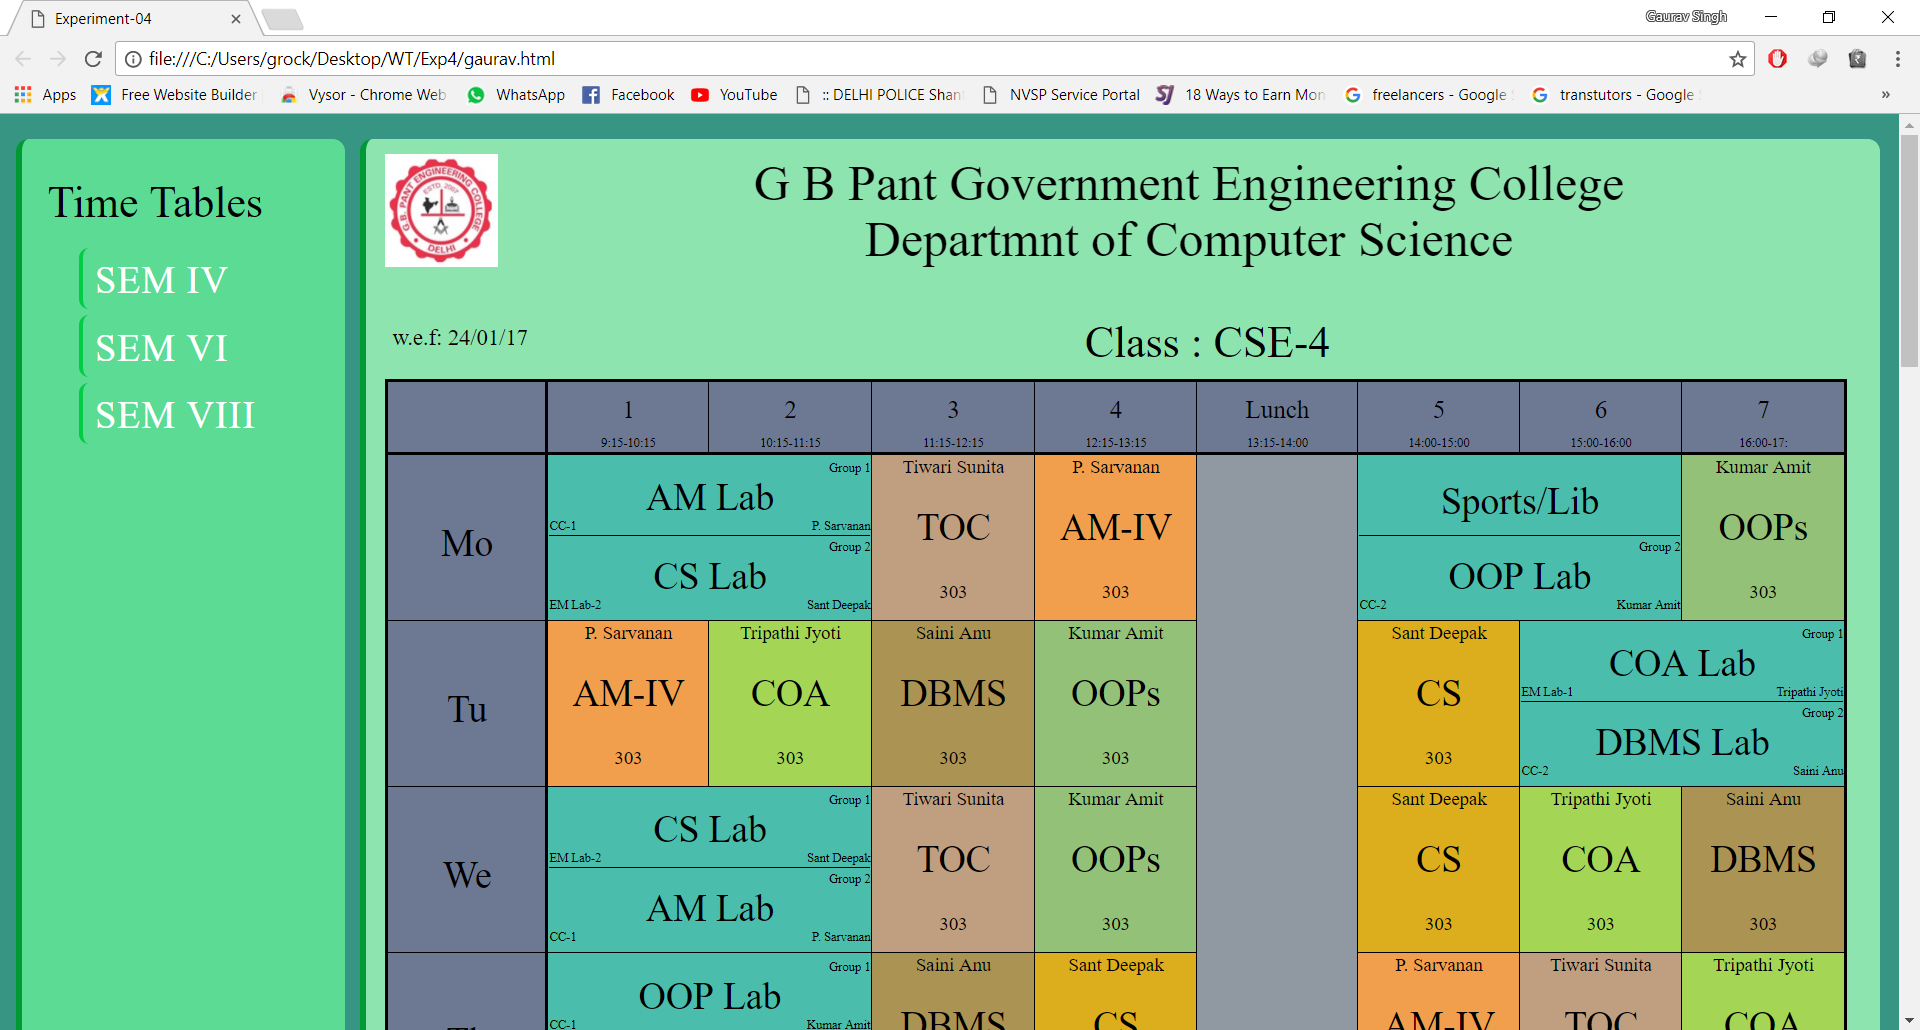 Experiment-04
Gaurav Singh
file:///C:/Users/grock/Desktop/WT/Exp4/gaurav.html
Apps Free Website Builder Vysor - Chrome Web WhatsApp Facebook YouTube :: DELHI POLICE Shan NVSP Service Portal 18 Ways to Earn Mon freelancers - Google transtutors - Google »
Time Tables
SEM IV
SEM VI
SEM VIII
G.B. PANT ENGINEERING COLLEGE
ESTD. 2007
DELHI
G B Pant Government Engineering College
Departmnt of Computer Science
w.e.f: 24/01/17
Class : CSE-4
1 2 3 4 Lunch 5 6 7
9:15-10:15 10:15-11:15 11:15-12:15 12:15-13:15 13:15-14:00 14:00-15:00 15:00-16:00 16:00-17:
Mo
Group 1
AM Lab
CC-1 P. Sarvanan
Group 2
CS Lab
EM Lab-2 Sant Deepak
Tiwari Sunita
TOC
303
P. Sarvanan
AM-IV
303
Sports/Lib
Group 2
OOP Lab
CC-2 Kumar Amit
Kumar Amit
OOPs
303
Tu
P. Sarvanan
AM-IV
303
Tripathi Jyoti
COA
303
Saini Anu
DBMS
303
Kumar Amit
OOPs
303
Sant Deepak
CS
303
Group 1
COA Lab
EM Lab-1 Tripathi Jyoti
Group 2
DBMS Lab
CC-2 Saini Anu
We
Group 1
CS Lab
EM Lab-2 Sant Deepak
Group 2
AM Lab
CC-1 P. Sarvanan
Tiwari Sunita
TOC
303
Kumar Amit
OOPs
303
Sant Deepak
CS
303
Tripathi Jyoti
COA
303
Saini Anu
DBMS
303
Th
Group 1
OOP Lab
CC-1 Kumar Amit
Saini Anu
DBMS
Sant Deepak
CS
P. Sarvanan
AM-IV
Tiwari Sunita
TOC
Tripathi Jyoti
COA